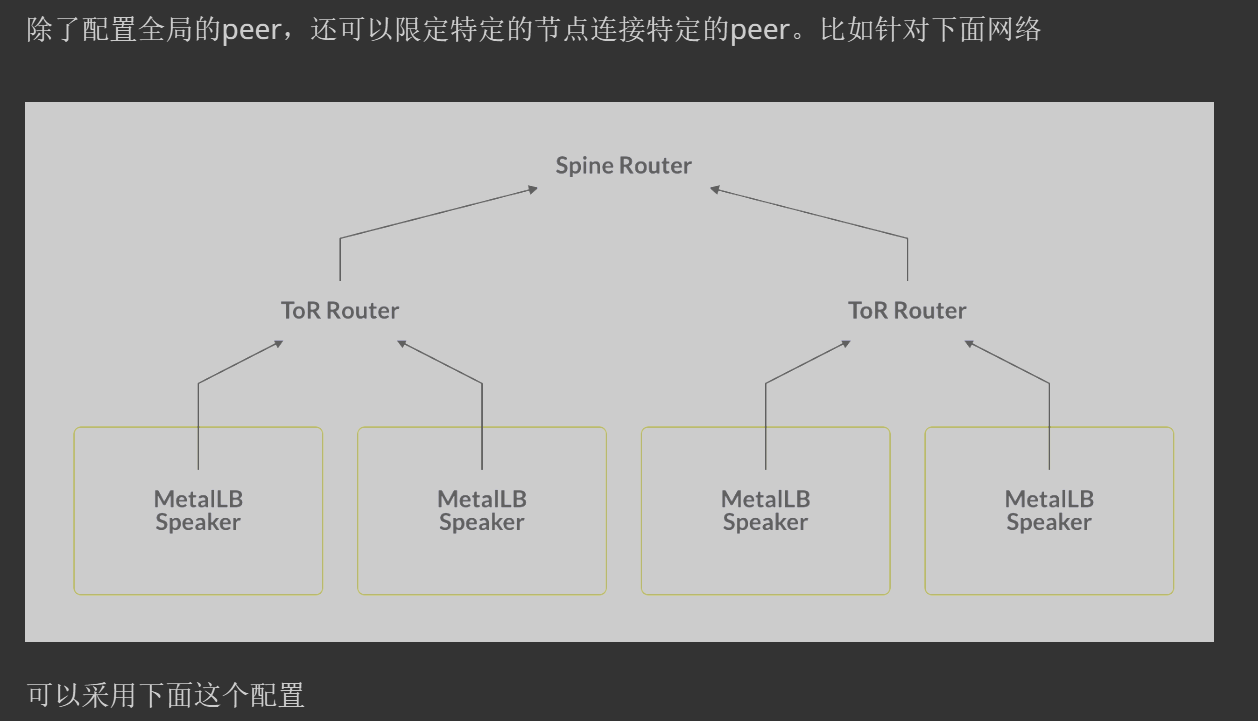 除了配置全局的peer，还可以限定特定的节点连接特定的peer。比如针对下面网络
Spine Router
ToR Router
ToR Router
MetalLB
Speaker
MetalLB
Speaker
MetalLB
Speaker
MetalLB
Speaker
可以采用下面这个配置